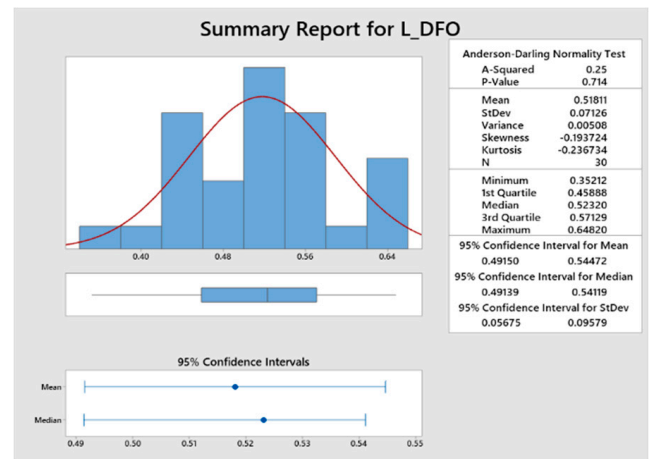 Summary Report for L_DFO
Anderson-Darling Normality Test
A-Squared 0.25
P-Value 0.714
Mean 0.51811
StDev 0.07126
Variance 0.00508
Skewness -0.193724
Kurtosis -0.236734
N 30
Minimum 0.35212
1st Quartile 0.45888
Median 0.52320
3rd Quartile 0.57129
Maximum 0.64820
95% Confidence Interval for Mean
0.49150 0.54472
95% Confidence Interval for Median
0.49139 0.54119
95% Confidence Interval for StDev
0.05675 0.09579
0.40 0.48 0.56 0.64
95% Confidence Intervals
Mean
Median
0.49 0.50 0.51 0.52 0.53 0.54 0.55